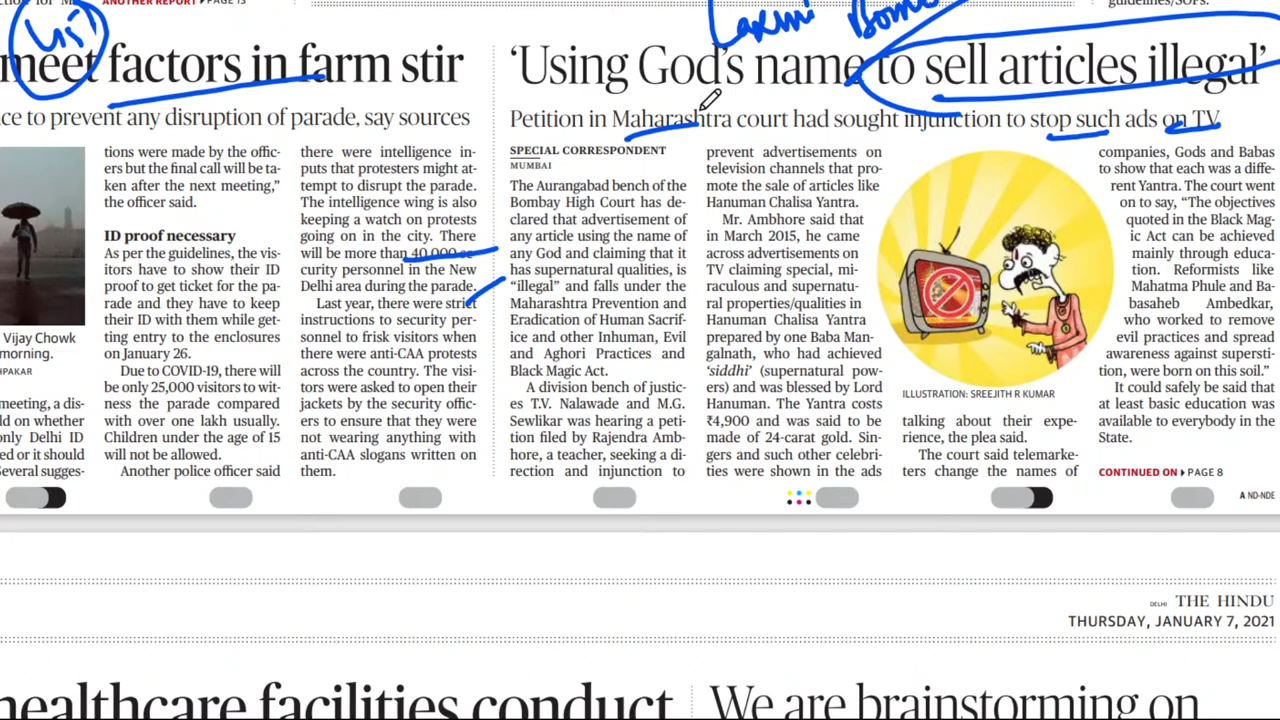 ction for M
ANOTHER REPORT ▸ PAGE 13
guidelines/SOPs.
List
Laxmi Bomb
meet factors in farm stir
ce to prevent any disruption of parade, say sources
Vijay Chowk
morning.
HPAKAR
meeting, a dis-
ld on whether
only Delhi ID
ed or it should
Several sugges-
tions were made by the offic-
ers but the final call will be ta-
ken after the next meeting,”
the officer said.
ID proof necessary
As per the guidelines, the vis-
itors have to show their ID
proof to get ticket for the pa-
rade and they have to keep
their ID with them while get-
ting entry to the enclosures
on January 26.
Due to COVID-19, there will
be only 25,000 visitors to wit-
ness the parade compared
with over one lakh usually.
Children under the age of 15
will not be allowed.
Another police officer said
there were intelligence in-
puts that protesters might at-
tempt to disrupt the parade.
The intelligence wing is also
keeping a watch on protests
going on in the city. There
will be more than 40,000 se-
curity personnel in the New
Delhi area during the parade.
Last year, there were strict
instructions to security per-
sonnel to frisk visitors when
there were anti-CAA protests
across the country. The visi-
tors were asked to open their
jackets by the security offic-
ers to ensure that they were
not wearing anything with
anti-CAA slogans written on
them.
‘Using God’s name to sell articles illegal’
Petition in Maharashtra court had sought injunction to stop such ads on TV
SPECIAL CORRESPONDENT
MUMBAI
The Aurangabad bench of the
Bombay High Court has de-
clared that advertisement of
any article using the name of
any God and claiming that it
has supernatural qualities, is
“illegal” and falls under the
Maharashtra Prevention and
Eradication of Human Sacrif-
ice and other Inhuman, Evil
and Aghori Practices and
Black Magic Act.
A division bench of justic-
es T.V. Nalawade and M.G.
Sewlikar was hearing a peti-
tion filed by Rajendra Amb-
hore, a teacher, seeking a di-
rection and injunction to
prevent advertisements on
television channels that pro-
mote the sale of articles like
Hanuman Chalisa Yantra.
Mr. Ambhore said that
in March 2015, he came
across advertisements on
TV claiming special, mi-
raculous and supernatu-
ral properties/qualities in
Hanuman Chalisa Yantra
prepared by one Baba Man-
galnath, who had achieved
‘siddhi’ (supernatural pow-
ers) and was blessed by Lord
Hanuman. The Yantra costs
₹4,900 and was said to be
made of 24-carat gold. Sin-
gers and such other celebri-
ties were shown in the ads
ILLUSTRATION: SREEJITH R KUMAR
talking about their expe-
rience, the plea said.
The court said telemarke-
ters change the names of
companies, Gods and Babas
to show that each was a diffe-
rent Yantra. The court went
on to say, “The objectives
quoted in the Black Mag-
ic Act can be achieved
mainly through educa-
tion. Reformists like
Mahatma Phule and Ba-
basaheb Ambedkar,
who worked to remove
evil practices and spread
awareness against supersti-
tion, were born on this soil.”
It could safely be said that
at least basic education was
available to everybody in the
State.
CONTINUED ON ▸ PAGE 8
A ND-NDE
DELHI THE HINDU
THURSDAY, JANUARY 7, 2021
healthcare facilities conduct
We are brainstorming on